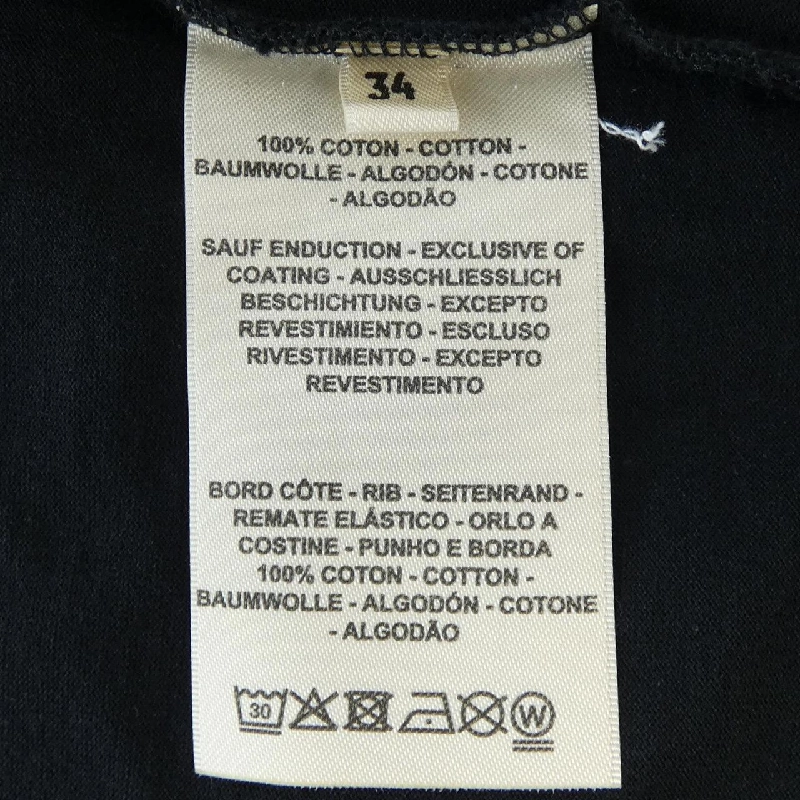 34
100% COTON - COTTON -
BAUMWOLLE - ALGODÓN - COTONE
- ALGODÃO
SAUF ENDUCTION - EXCLUSIVE OF
COATING - AUSSCHLIESSLICH
BESCHICHTUNG - EXCEPTO
REVESTIMIENTO - ESCLUSO
RIVESTIMENTO - EXCEPTO
REVESTIMENTO
BORD CÔTE - RIB - SEITENRAND -
REMATE ELÁSTICO - ORLO A
COSTINE - PUNHO E BORDA
100% COTON - COTTON -
BAUMWOLLE - ALGODÓN - COTONE
- ALGODÃO
30 W